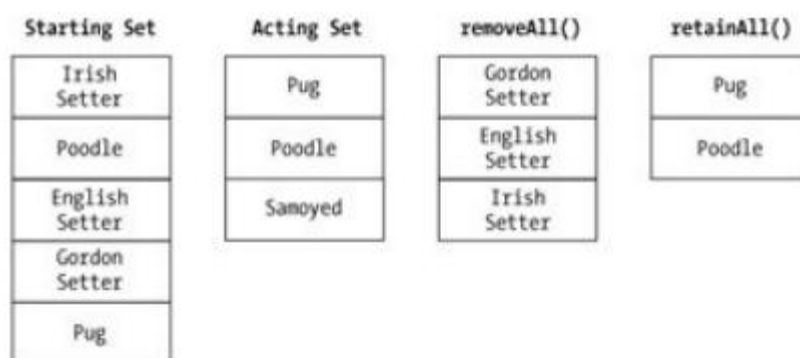 Starting Set
Irish
Setter
Poodle
English
Setter
Gordon
Setter
Pug
Acting Set
Pug
Poodle
Samoyed
removeAll()
Gordon
Setter
English
Setter
Irish
Setter
retainAll()
Pug
Poodle